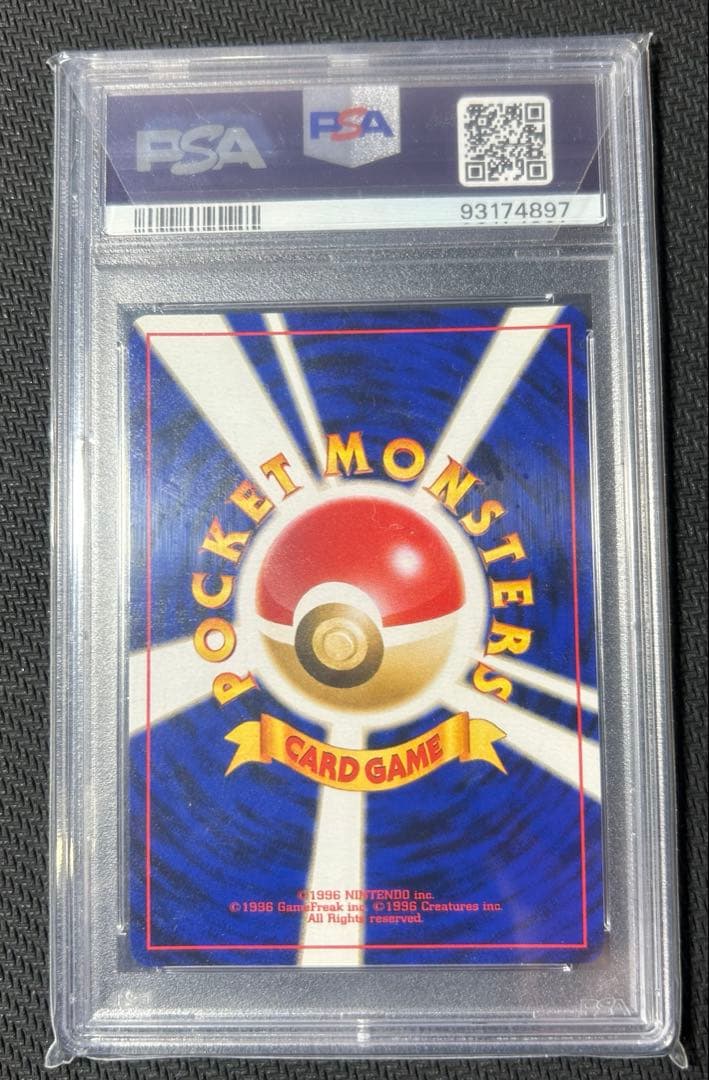 PSA
PSA
93174897
POCKET MONSTERS
CARD GAME
©1996 NINTENDO inc.
©1996 GameFreak inc. ©1996 Creatures inc.
All Rights reserved.
PSA